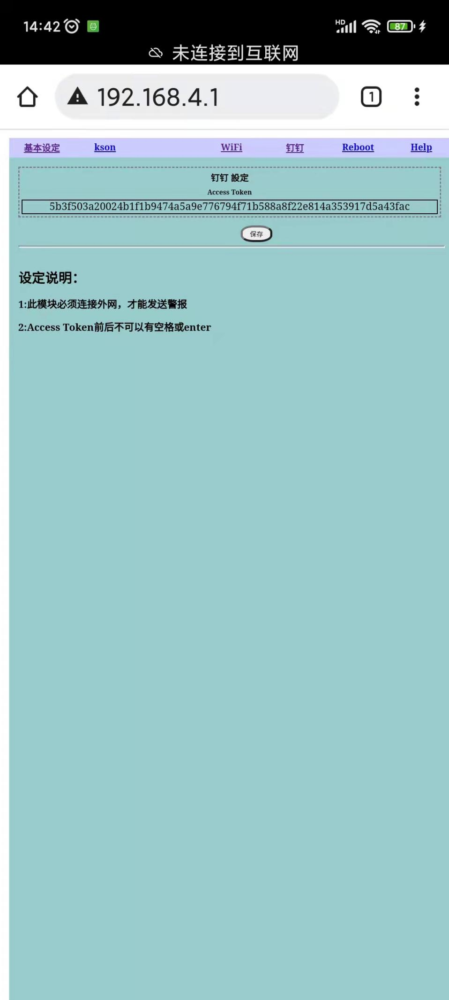 14:42
HD
87
未连接到互联网
192.168.4.1
1
基本设定 kson WiFi 钉钉 Reboot Help
钉钉 設定
Access Token
5b3f503a20024b1f1b9474a5a9e776794f71b588a8f22e814a353917d5a43fac
保存
设定说明：
1:此模块必须连接外网，才能发送警报
2:Access Token前后不可以有空格或enter